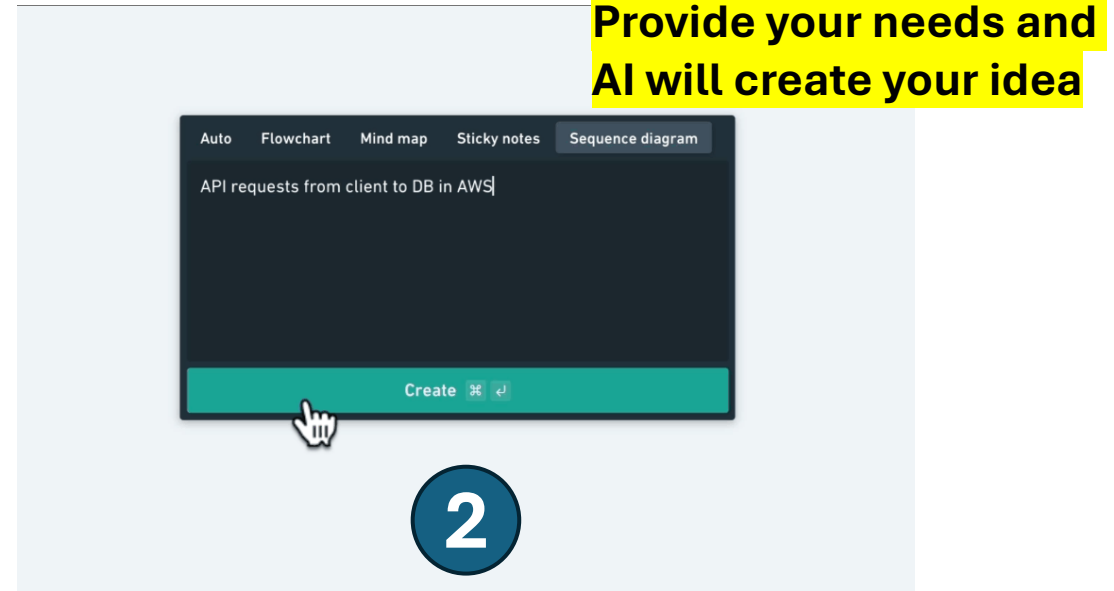 Provide your needs and
AI will create your idea
Auto Flowchart Mind map Sticky notes Sequence diagram
API requests from client to DB in AWS
Create ⌘ ↵
2